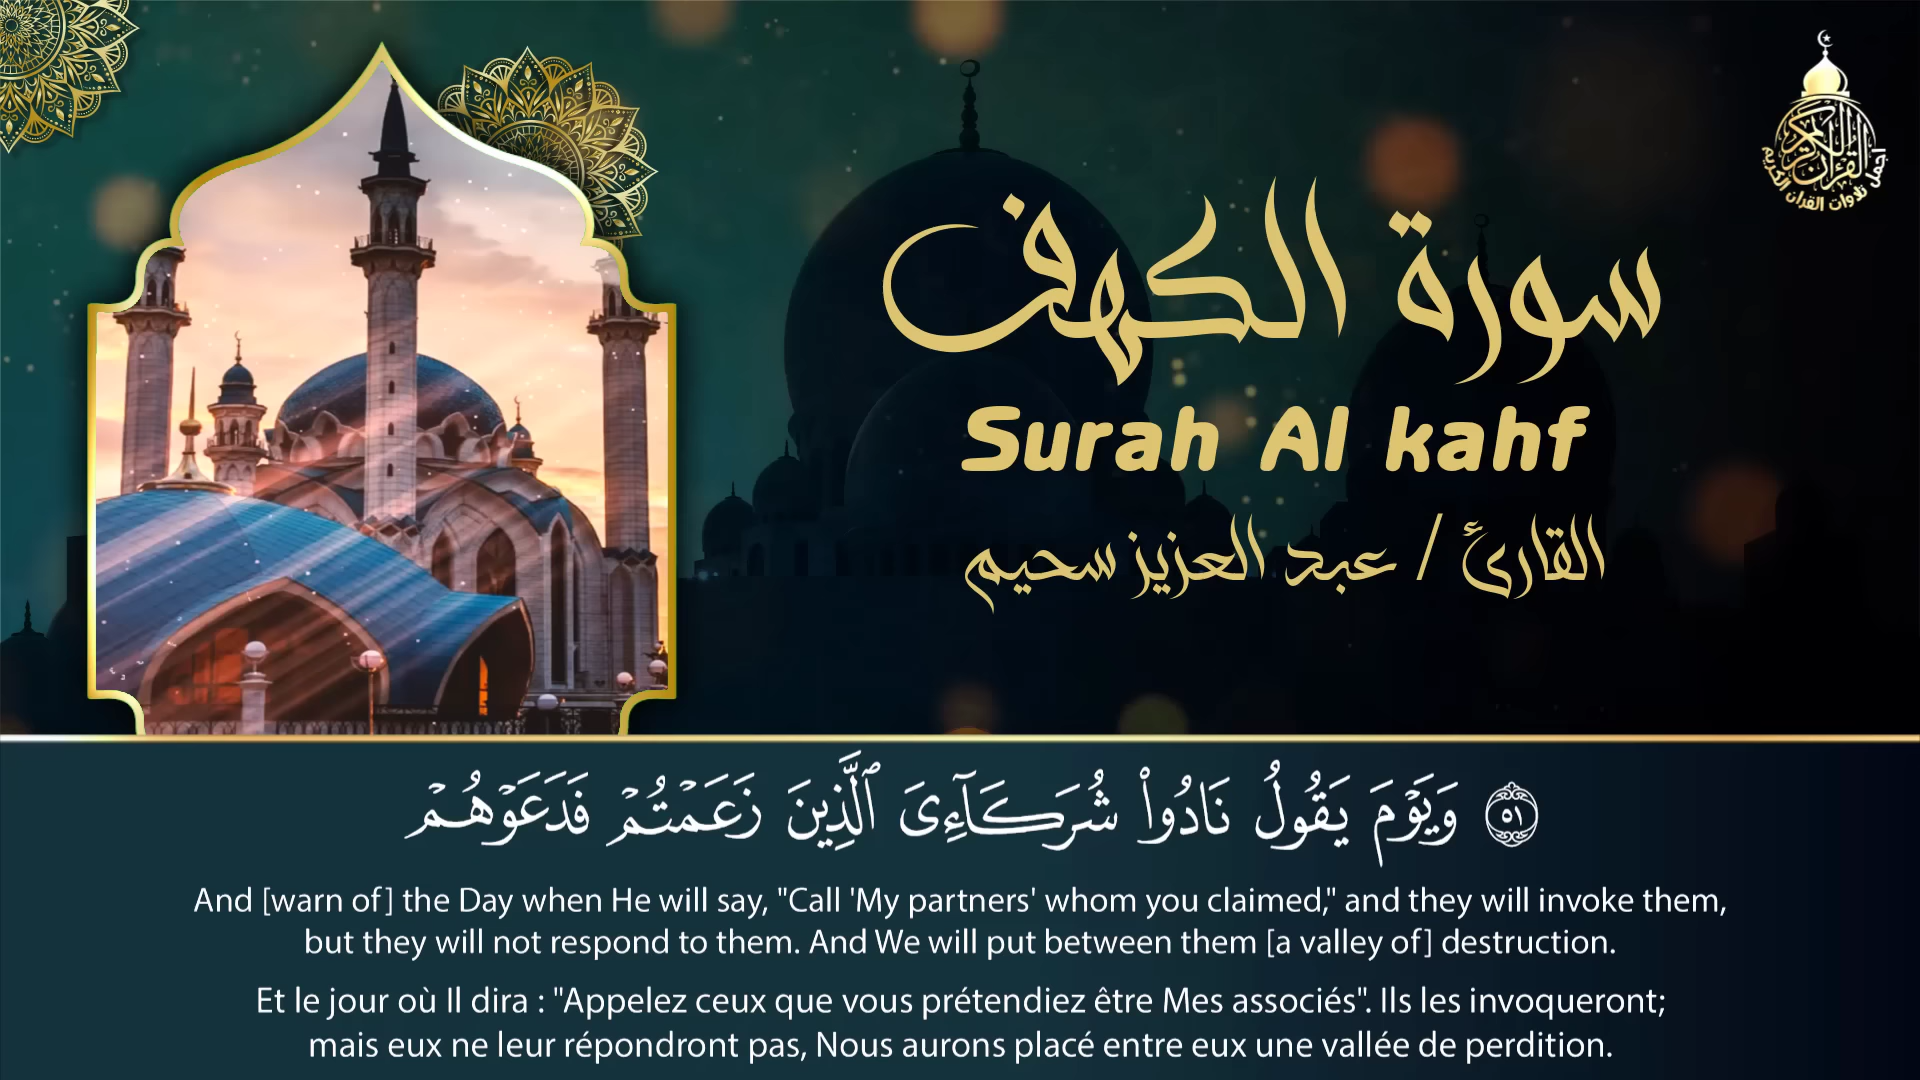 سورة الكهف
Surah Al kahf
القارئ / عبد العزيز سحيم
اجمل تلاوات القران الكريم
٥١ وَيَوْمَ يَقُولُ نَادُوا۟ شُرَكَآءِىَ ٱلَّذِينَ زَعَمْتُمْ فَدَعَوْهُمْ
And [warn of] the Day when He will say, "Call 'My partners' whom you claimed," and they will invoke them,
but they will not respond to them. And We will put between them [a valley of] destruction.
Et le jour où Il dira : "Appelez ceux que vous prétendiez être Mes associés". Ils les invoqueront;
mais eux ne leur répondront pas, Nous aurons placé entre eux une vallée de perdition.